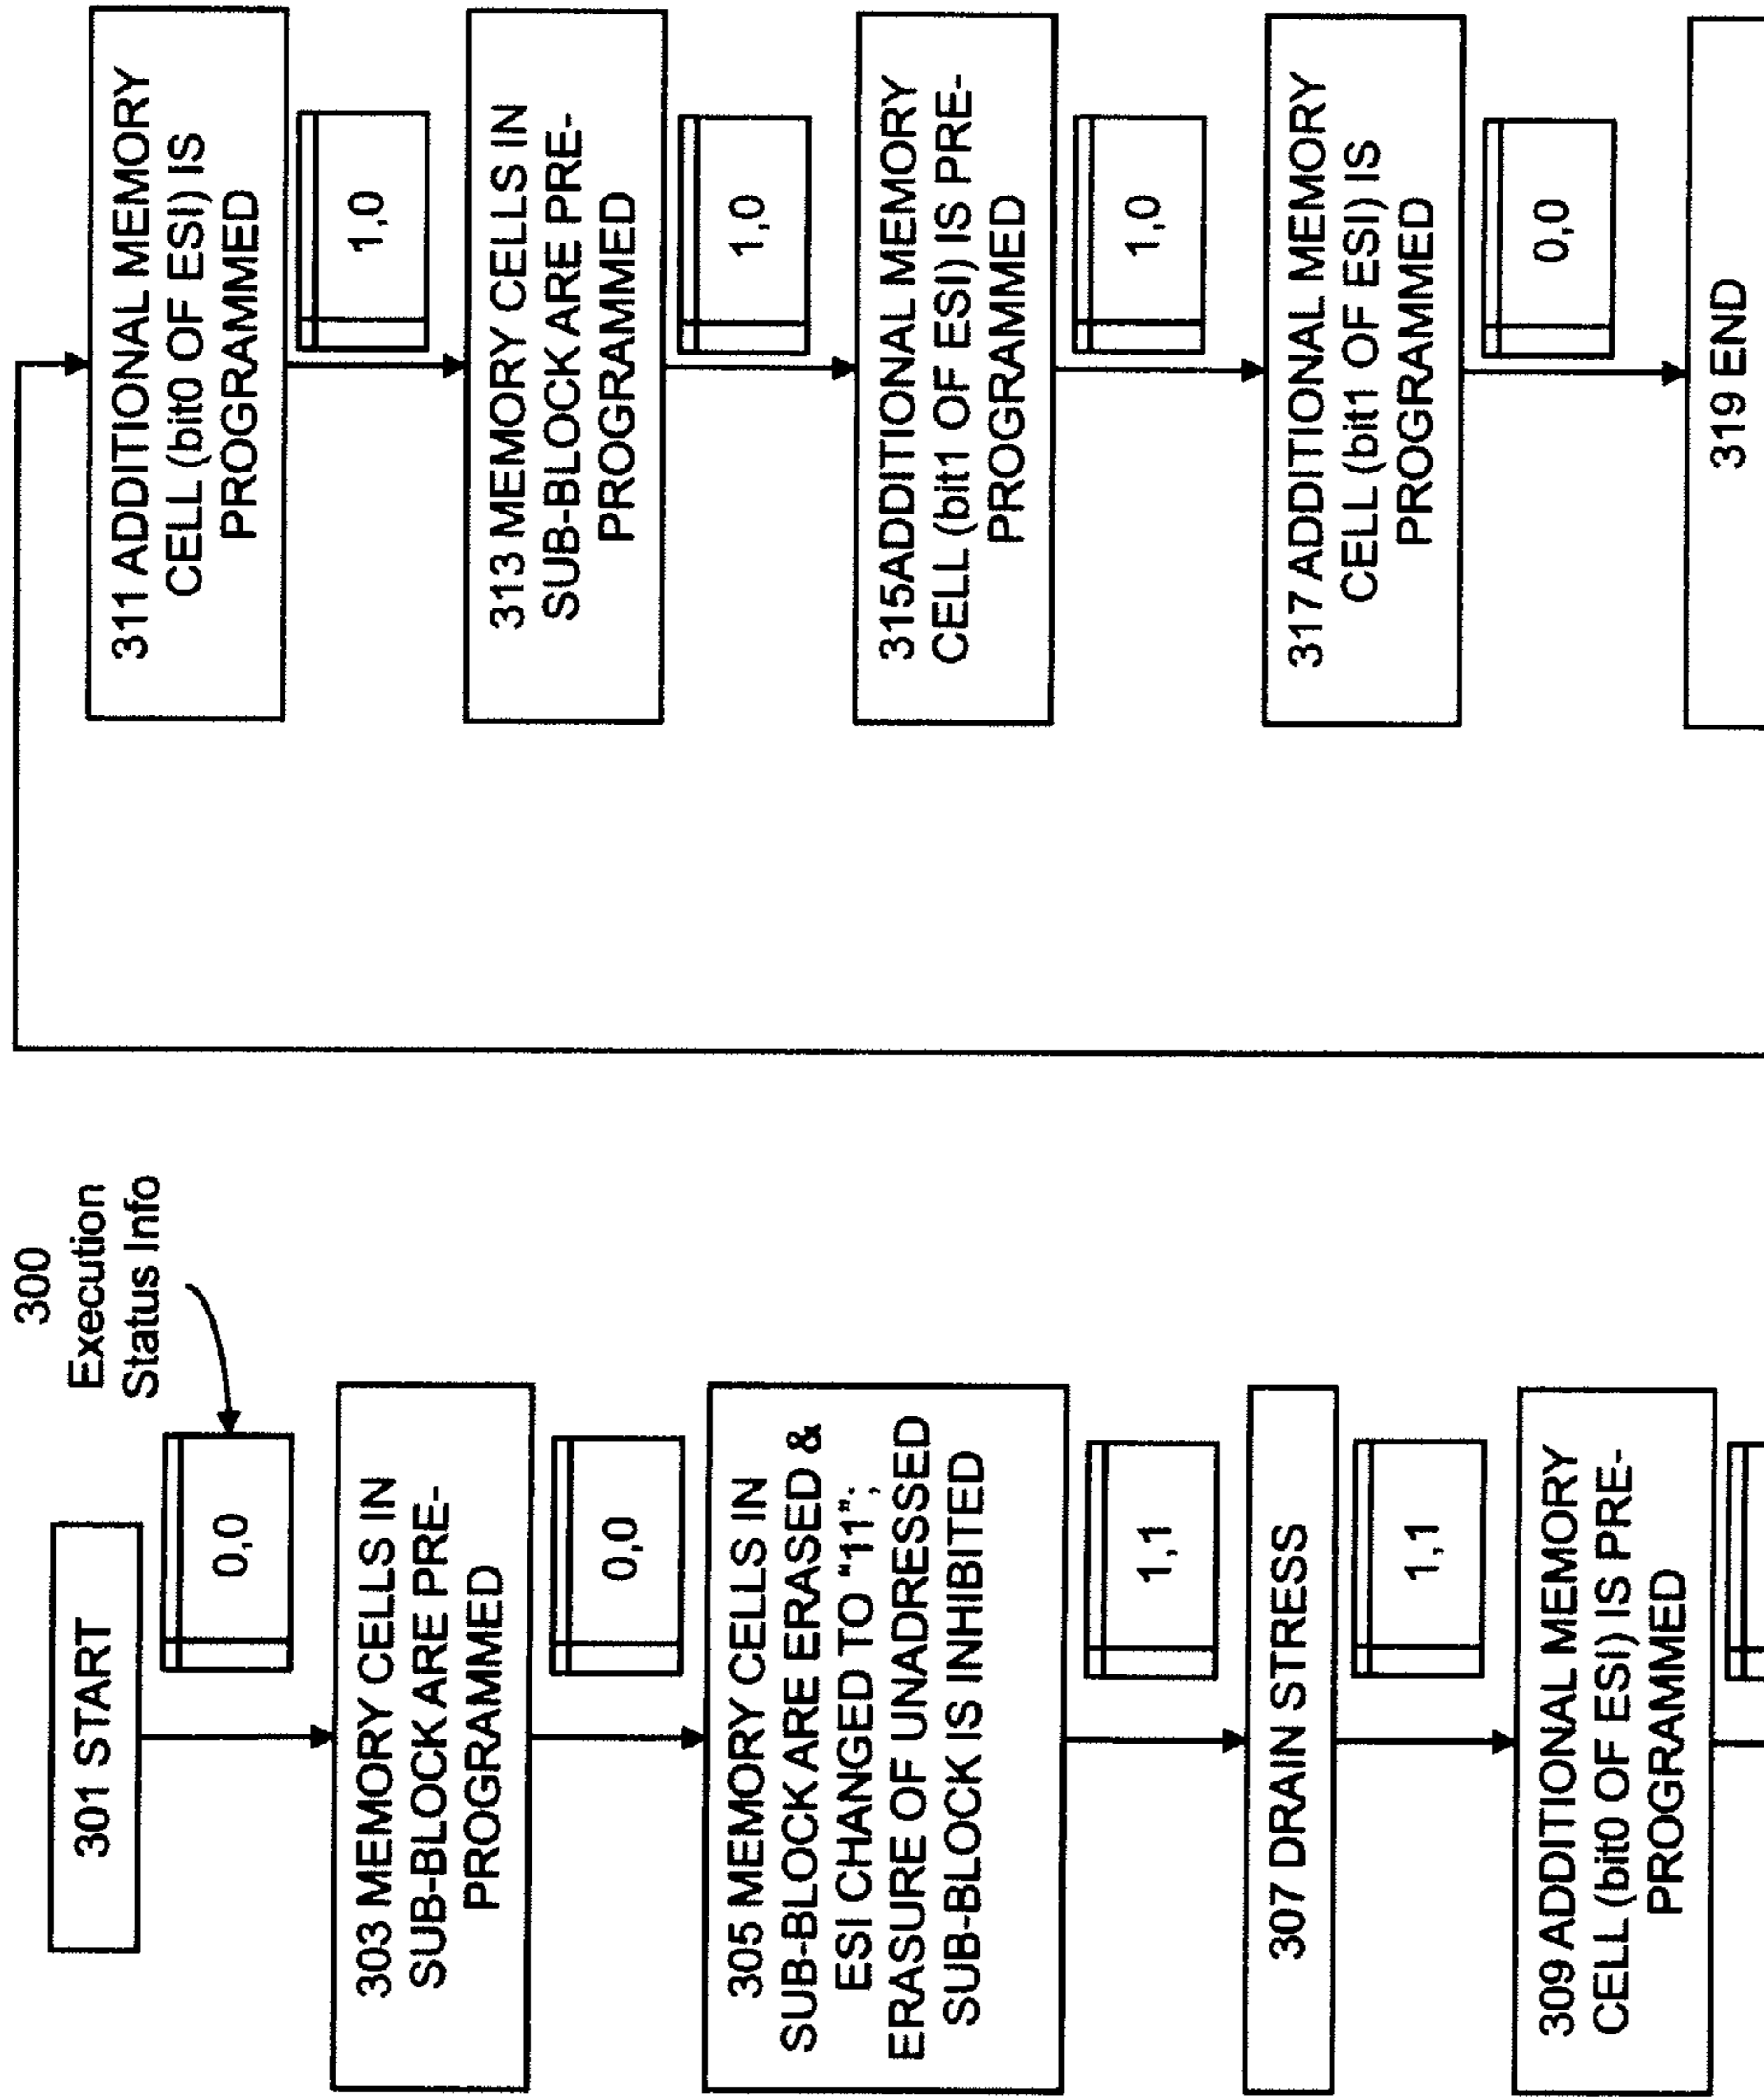 300
Execution
Status Info
301 START
0,0
303 MEMORY CELLS IN
SUB-BLOCK ARE PRE-
PROGRAMMED
0,0
305 MEMORY CELLS IN
SUB-BLOCK ARE ERASED &
ESI CHANGED TO "11";
ERASURE OF UNADRESSED
SUB-BLOCK IS INHIBITED
1,1
307 DRAIN STRESS
1,1
309 ADDITIONAL MEMORY
CELL (bit0 OF ESI) IS PRE-
PROGRAMMED
311 ADDITIONAL MEMORY
CELL (bit0 OF ESI) IS
PROGRAMMED
1,0
313 MEMORY CELLS IN
SUB-BLOCK ARE PRE-
PROGRAMMED
1,0
315ADDITIONAL MEMORY
CELL (bit1 OF ESI) IS PRE-
PROGRAMMED
1,0
317 ADDITIONAL MEMORY
CELL (bit1 OF ESI) IS
PROGRAMMED
0,0
319 END